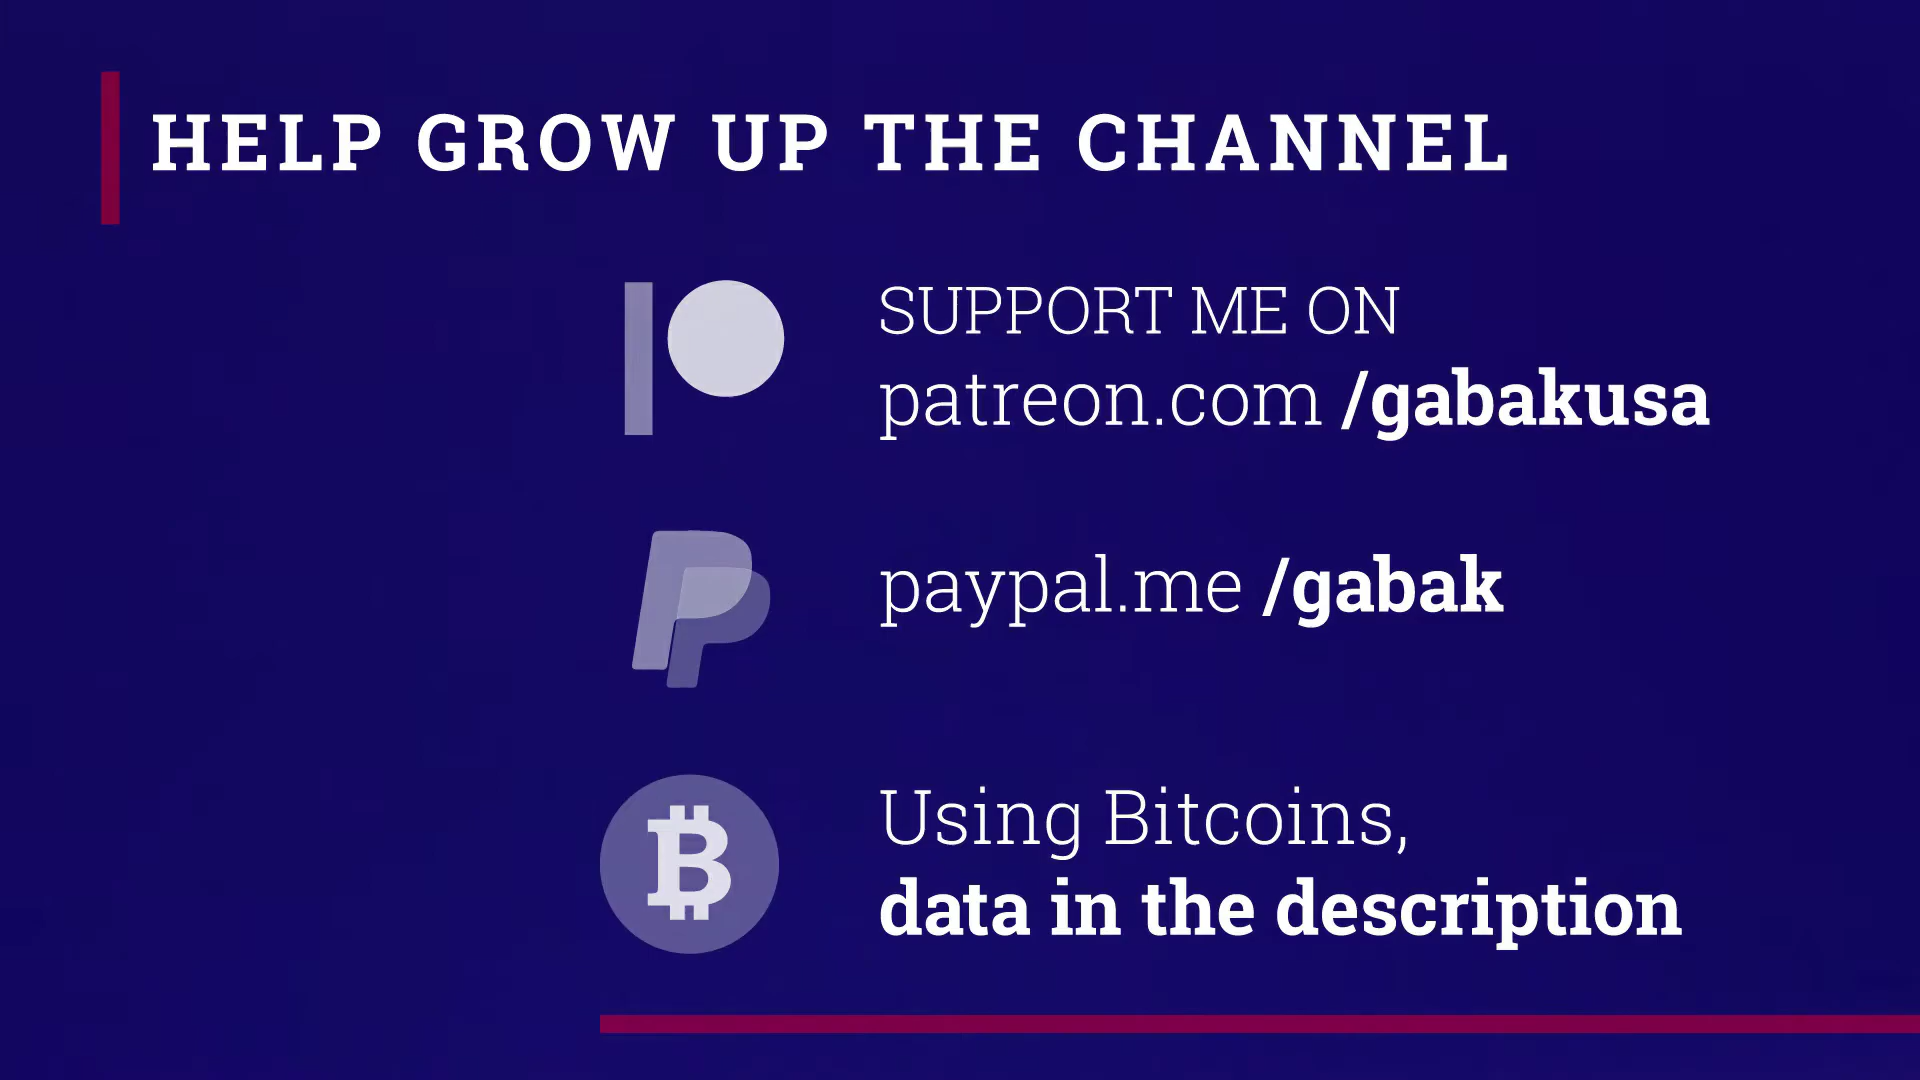 HELP GROW UP THE CHANNEL
SUPPORT ME ON
patreon.com /gabakusa
paypal.me /gabak
Using Bitcoins,
data in the description